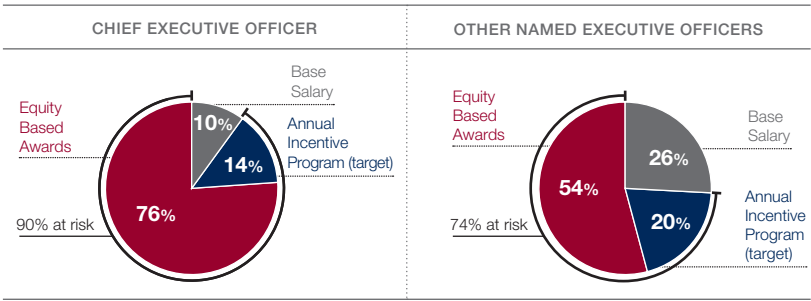 CHIEF EXECUTIVE OFFICER
Base
Salary
Equity
Based
Awards
10%
Annual
Incentive
Program (target)
14%
76%
90% at risk
OTHER NAMED EXECUTIVE OFFICERS
Equity
Based
Awards
Base
Salary
26%
54%
20%
Annual
Incentive
Program
(target)
74% at risk